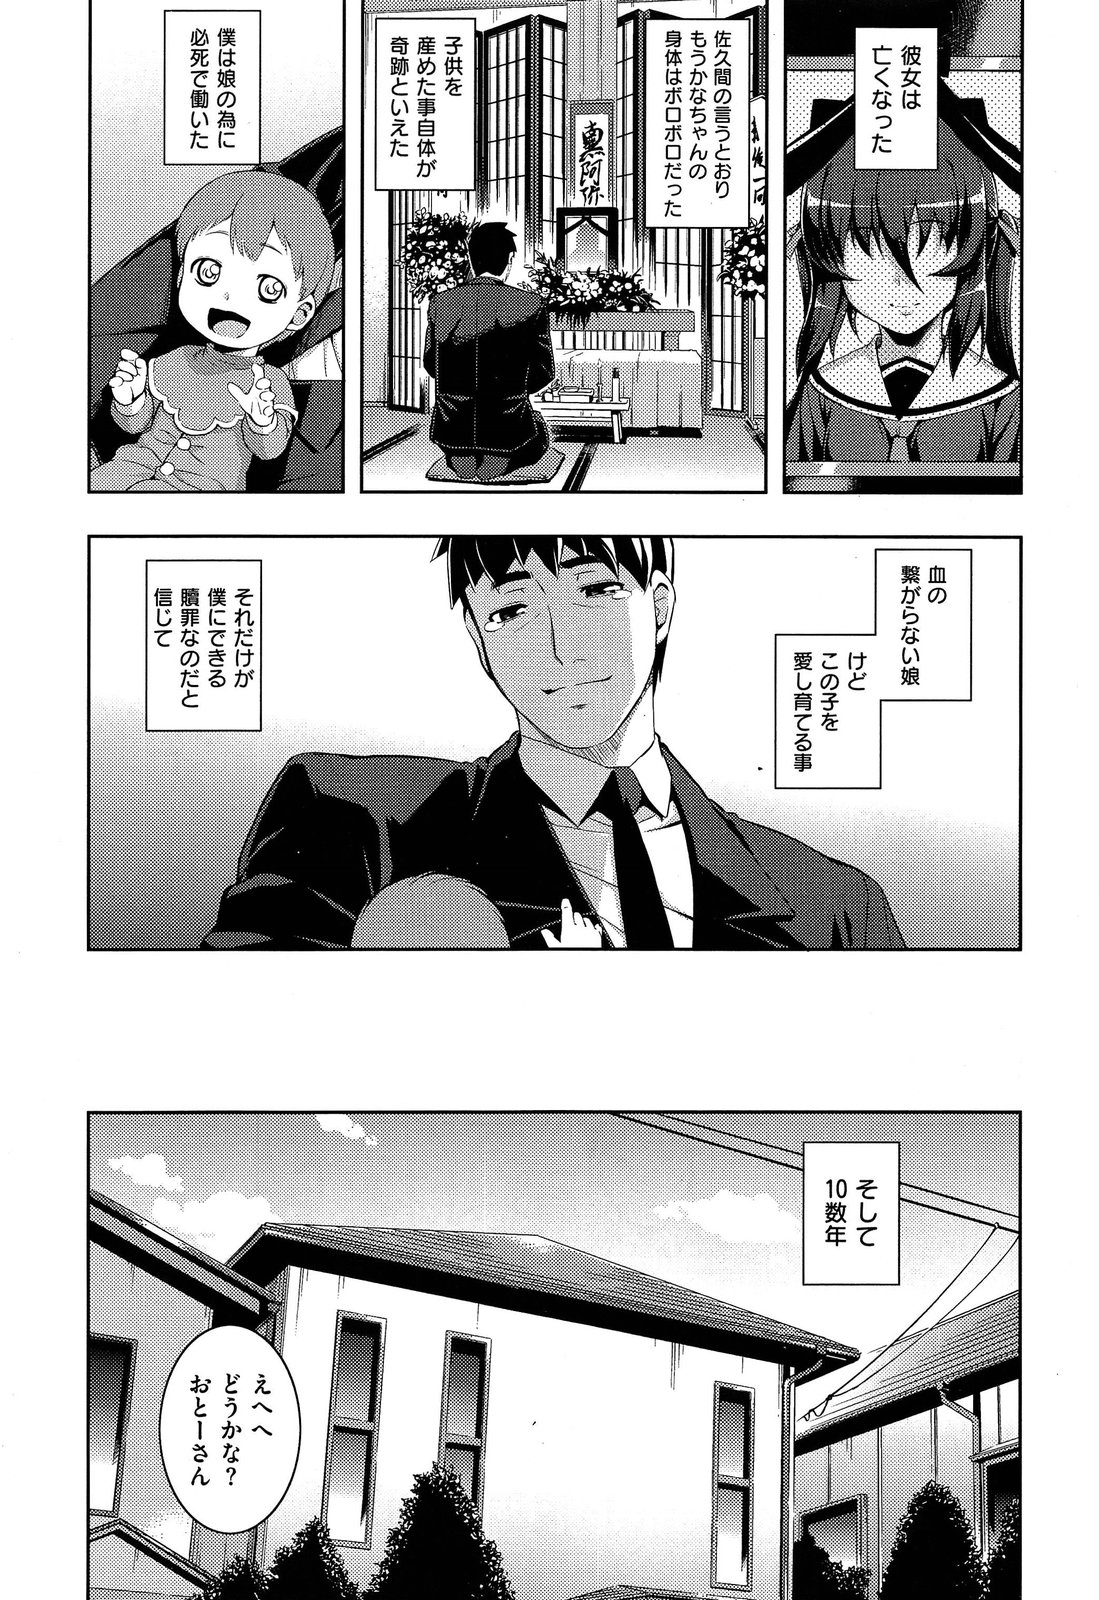 彼女は
亡くなった
佐久間の言うとおり
もうかなちゃんの
身体はボロボロだった
子供を
産めた事自体が
奇跡といえた
僕は娘の為に
必死で働いた
血の
繋がらない娘
けど
この子を
愛し育てる事
それだけが
僕にできる
贖罪なのだと
信じて
そして
10数年
えへへ
どうかな?
おとーさん